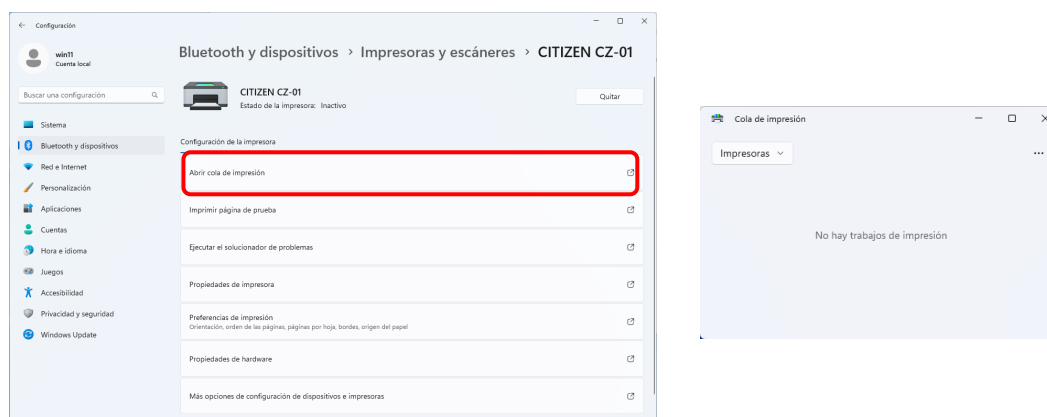 Configuración
win11
Cuenta local
Buscar una configuración
Sistema
Bluetooth y dispositivos
Red e Internet
Personalización
Aplicaciones
Cuentas
Hora e idioma
Juegos
Accesibilidad
Privacidad y seguridad
Windows Update
Bluetooth y dispositivos > Impresoras y escáneres > CITIZEN CZ-01
CITIZEN CZ-01
Estado de la impresora: Inactivo
Quitar
Configuración de la impresora
Abrir cola de impresión
Imprimir página de prueba
Ejecutar el solucionador de problemas
Propiedades de impresora
Preferencias de impresión
Orientación, orden de las páginas, páginas por hoja, bordes, origen del papel
Propiedades de hardware
Más opciones de configuración de dispositivos e impresoras
Cola de impresión
Impresoras
No hay trabajos de impresión